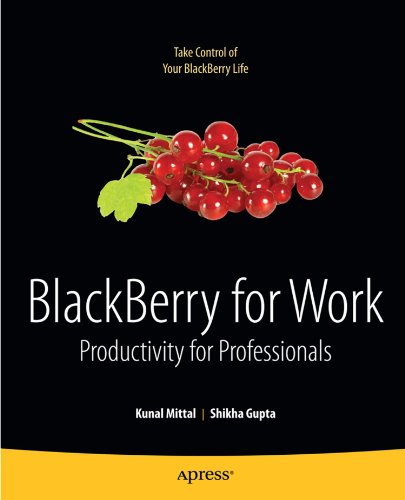 Take Control of
Your BlackBerry Life
BlackBerry for Work
Productivity for Professionals
Kunal Mittal | Shikha Gupta
Apress®